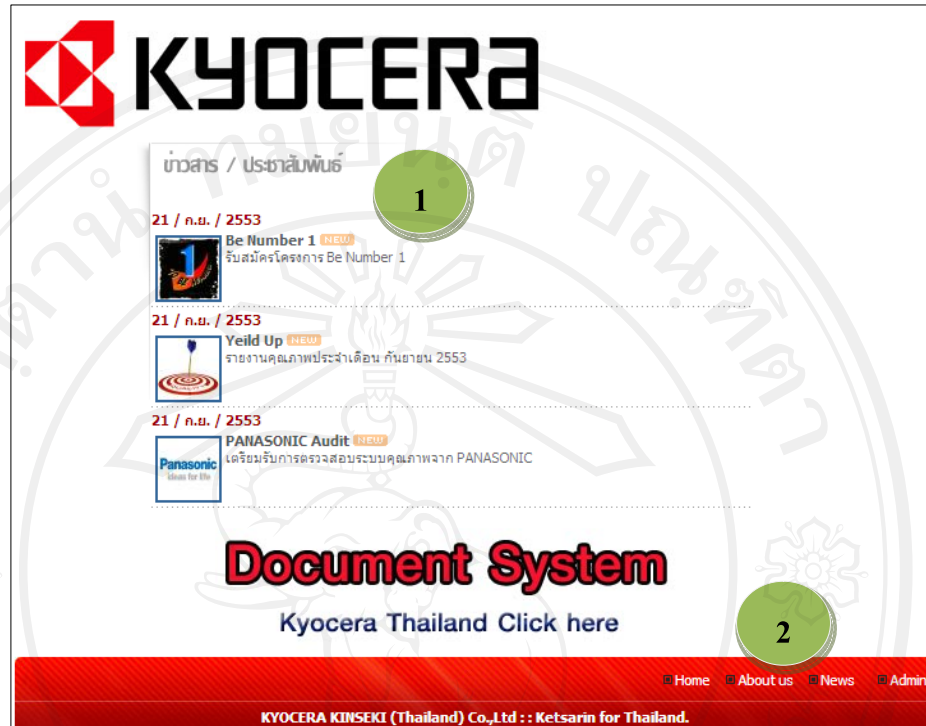 KYOCERA
ข่าวสาร / ประชาสัมพันธ์
1
21 / ก.ย. / 2553
Be Number 1 NEW
รับสมัครโครงการ Be Number 1
21 / ก.ย. / 2553
Yeild Up NEW
รายงานคุณภาพประจำเดือน กันยายน 2553
21 / ก.ย. / 2553
PANASONIC Audit NEW
Panasonic
ideas for life
เตรียมรับการตรวจสอบระบบคุณภาพจาก PANASONIC
Document System
Kyocera Thailand Click here
2
Home About us News Admin
KYOCERA KINSEKI (Thailand) Co.,Ltd : : Ketsarin for Thailand.